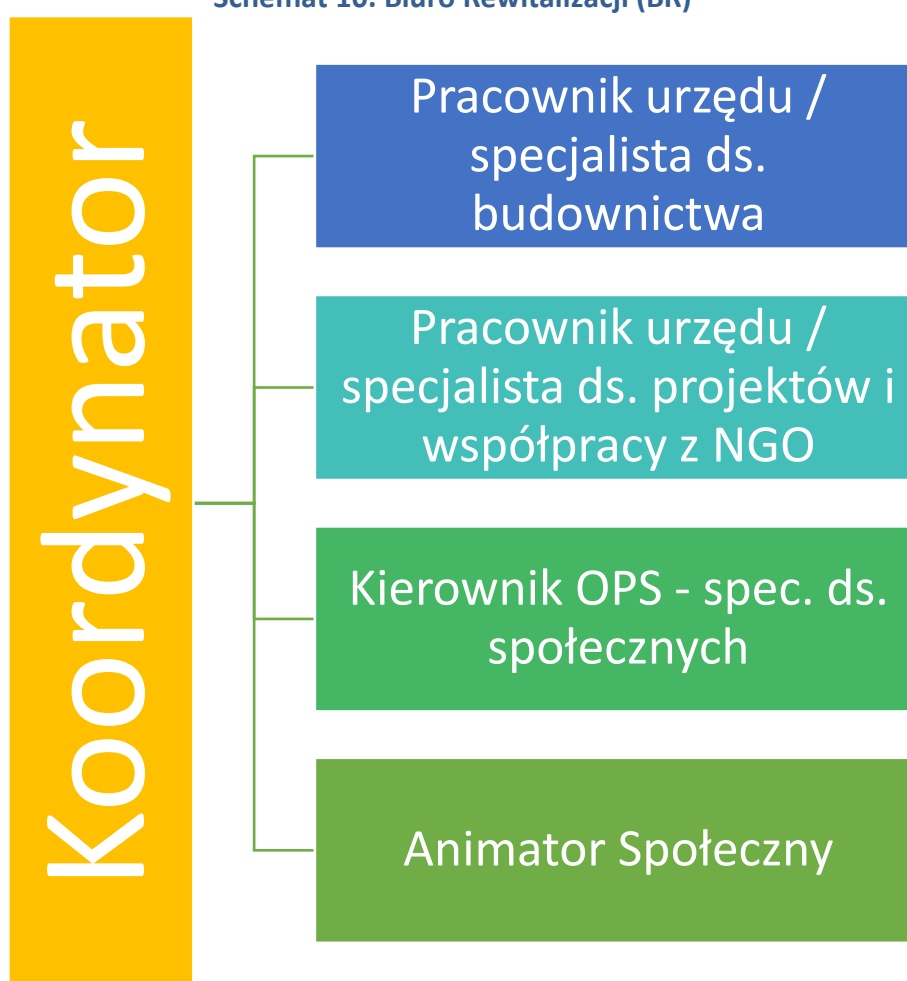 Schemat 10. Biuro Rewitalizacji (BR)
Koordynator
Pracownik urzędu /
specjalista ds.
budownictwa
Pracownik urzędu /
specjalista ds. projektów i
współpracy z NGO
Kierownik OPS - spec. ds.
społecznych
Animator Społeczny